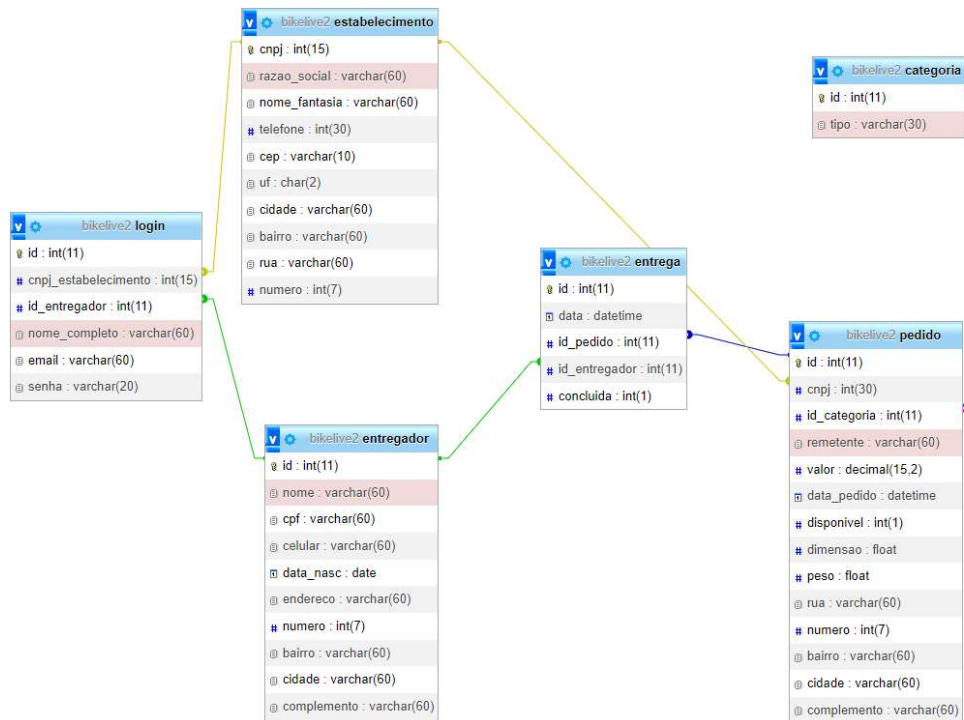 bikelive2 estabelecimento
cnpj : int(15)
razao_social : varchar(60)
nome_fantasia : varchar(60)
telefone : int(30)
cep : varchar(10)
uf : char(2)
cidade : varchar(60)
bairro : varchar(60)
rua : varchar(60)
numero : int(7)
bikelive2 categoria
id : int(11)
tipo : varchar(30)
bikelive2 login
id : int(11)
cnpj_estabelecimento : int(15)
id_entregador : int(11)
nome_completo : varchar(60)
email : varchar(60)
senha : varchar(20)
bikelive2 entrega
id : int(11)
data : datetime
id_pedido : int(11)
id_entregador : int(11)
concluida : int(1)
bikelive2 pedido
id : int(11)
cnpj : int(30)
id_categoria : int(11)
remetente : varchar(60)
valor : decimal(15,2)
data_pedido : datetime
disponivel : int(1)
dimensao : float
peso : float
rua : varchar(60)
numero : int(7)
bairro : varchar(60)
cidade : varchar(60)
complemento : varchar(60)
bikelive2 entregador
id : int(11)
nome : varchar(60)
cpf : varchar(60)
celular : varchar(60)
data_nasc : date
endereco : varchar(60)
numero : int(7)
bairro : varchar(60)
cidade : varchar(60)
complemento : varchar(60)